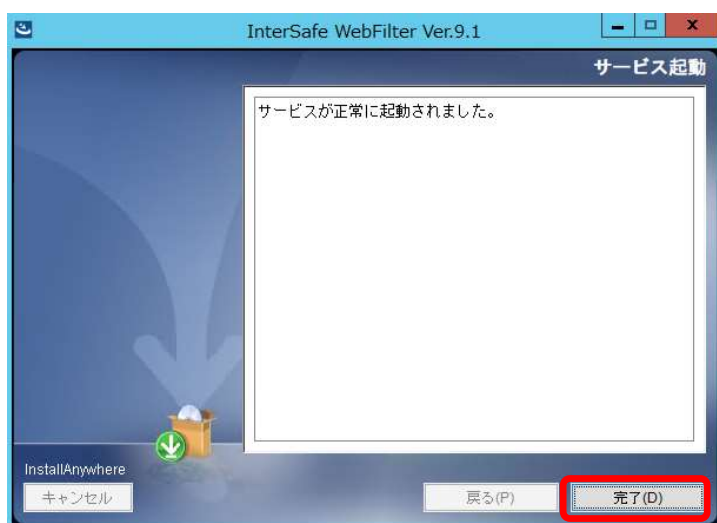 InterSafe WebFilter Ver.9.1
サービス起動
サービスが正常に起動されました。
InstallAnywhere
キャンセル
戻る(P)
完了(D)